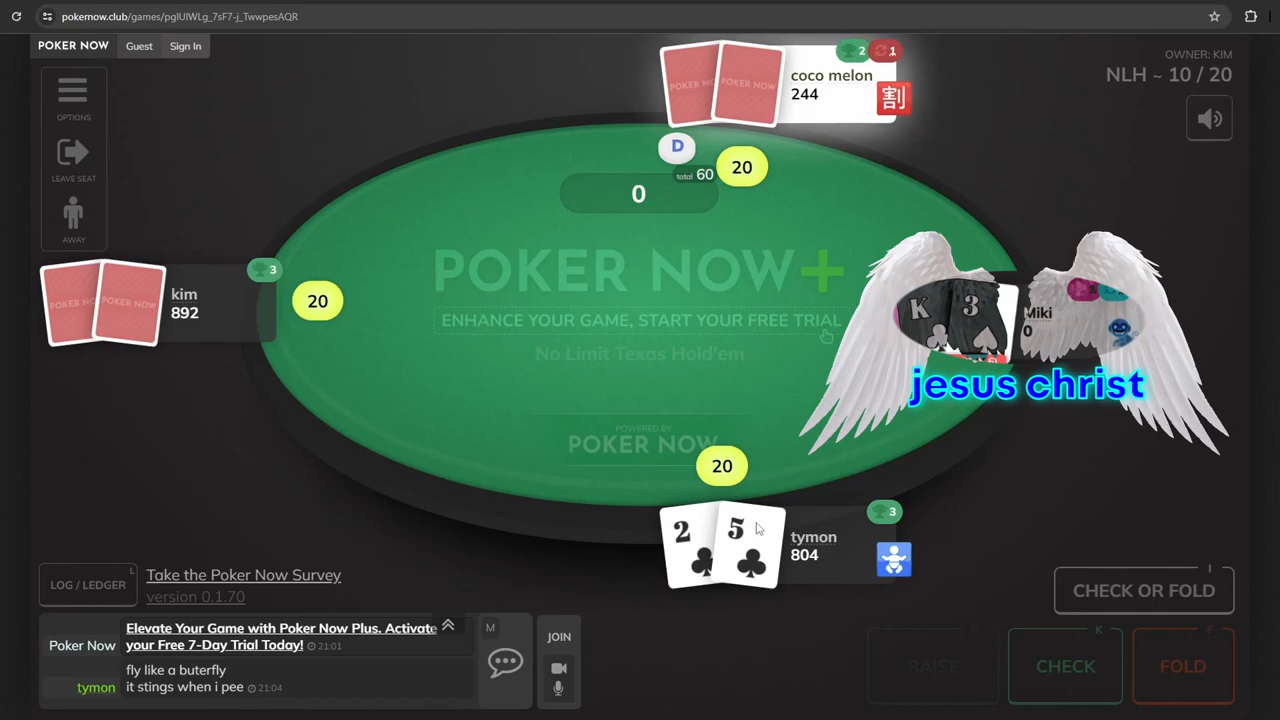 pokernow.club/games/pglUlWLg_7sF7-j_TwwpesAQR
POKER NOW
Guest
Sign In
OPTIONS
LEAVE SEAT
AWAY
OWNER: KIM
NLH ~ 10 / 20
2
1
coco melon
244
割
D
total 60
20
0
POKER NOW+
ENHANCE YOUR GAME, START YOUR FREE TRIAL
No Limit Texas Hold'em
POWERED BY
POKER NOW
3
kim
892
20
K
3
Miki
0
jesus christ
20
2
5
3
tymon
804
LOG / LEDGER
L
Take the Poker Now Survey
version 0.1.70
Poker Now
Elevate Your Game with Poker Now Plus. Activate
your Free 7-Day Trial Today! 21:01
fly like a buterfly
tymon
it stings when i pee 21:04
M
JOIN
CHECK OR FOLD
I
RAISE
R
CHECK
K
FOLD
F